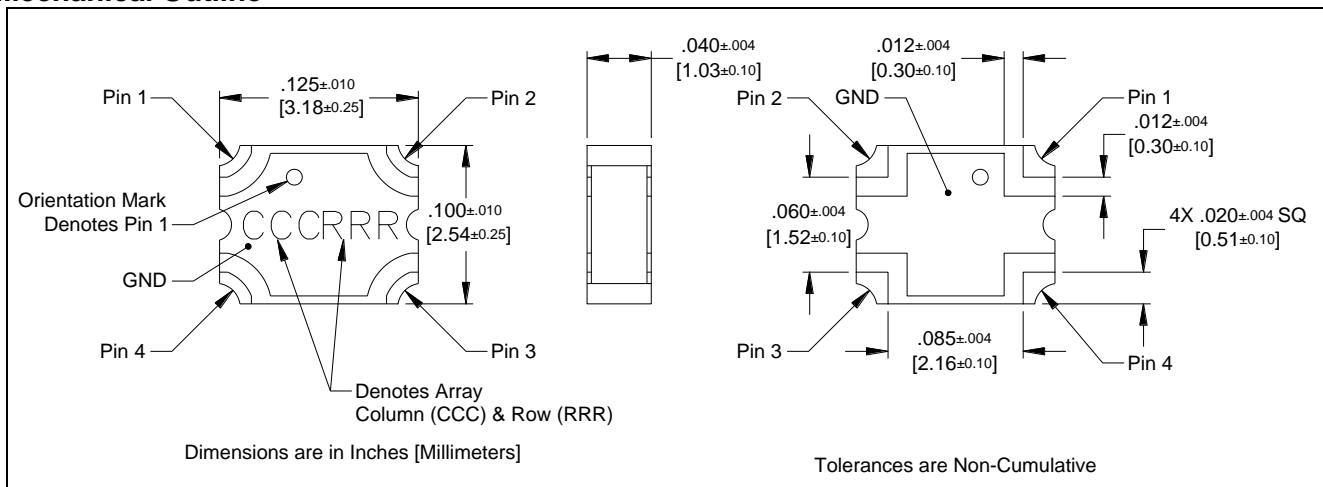 .040±.004
[1.03±0.10]
.012±.004
[0.30±0.10]
.125±.010
[3.18±0.25]
Pin 1
Pin 2
Pin 2
GND
Pin 1
.012±.004
[0.30±0.10]
Orientation Mark
Denotes Pin 1
CCCRRR
.100±.010
[2.54±0.25]
.060±.004
[1.52±0.10]
4X .020±.004 SQ
[0.51±0.10]
GND
Pin 4
Pin 3
Pin 3
.085±.004
[2.16±0.10]
Pin 4
Denotes Array
Column (CCC) & Row (RRR)
Dimensions are in Inches [Millimeters]
Tolerances are Non-Cumulative